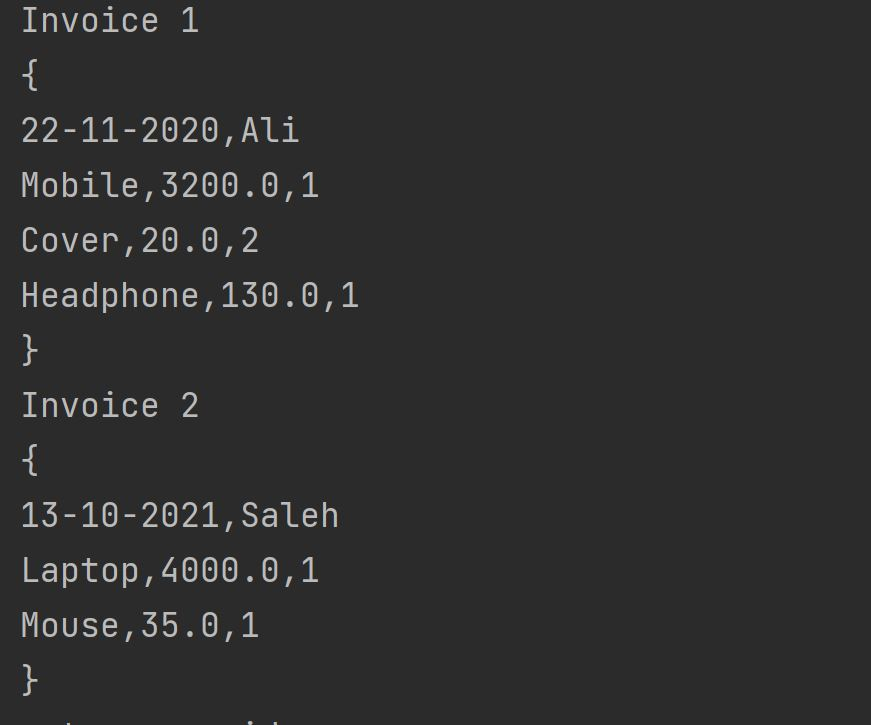 Invoice 1
{
22-11-2020,Ali
Mobile,3200.0,1
Cover,20.0,2
Headphone,130.0,1
}
Invoice 2
{
13-10-2021,Saleh
Laptop,4000.0,1
Mouse,35.0,1
}